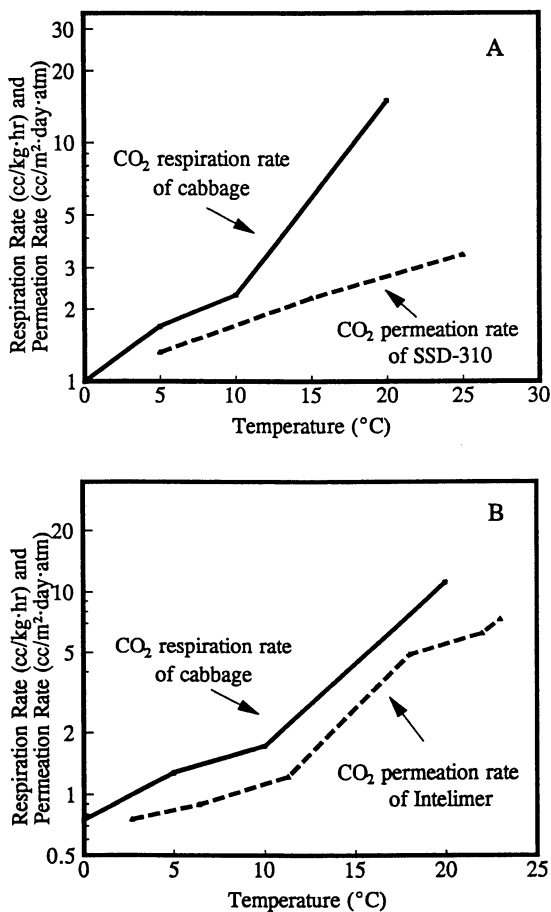 A
Respiration Rate (cc/kg·hr) and
Permeation Rate (cc/m²·day·atm)
30
20
10
5
3
2
1
CO₂ respiration rate
of cabbage
CO₂ permeation rate
of SSD-310
0 5 10 15 20 25 30
Temperature (°C)
B
Respiration Rate (cc/kg·hr) and
Permeation Rate (cc/m²·day·atm)
20
10
5
2
1
0.5
CO₂ respiration rate
of cabbage
CO₂ permeation rate
of Intelimer
0 5 10 15 20 25
Temperature (°C)